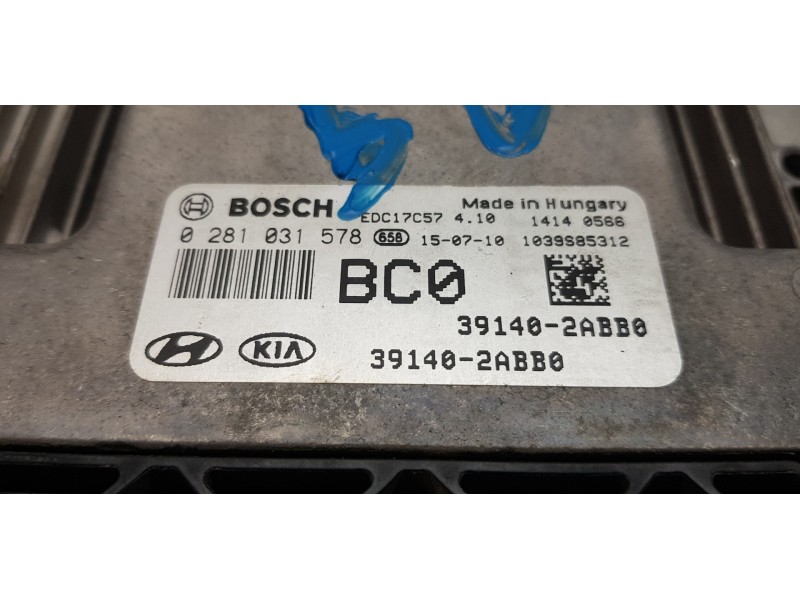 BOSCH EDC17C57 4.10 Made in Hungary 1414 0566
0 281 031 578 658 15-07-10 1039S85312
BC0
39140-2ABB0
KIA 39140-2ABB0